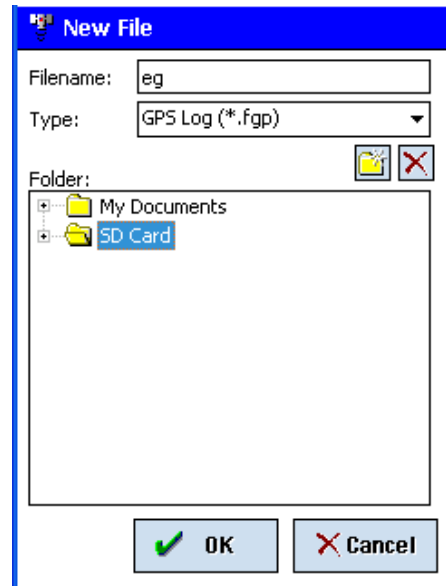 New File
Filename: eg
Type: GPS Log (*.fgp)
Folder:
My Documents
SD Card
OK Cancel